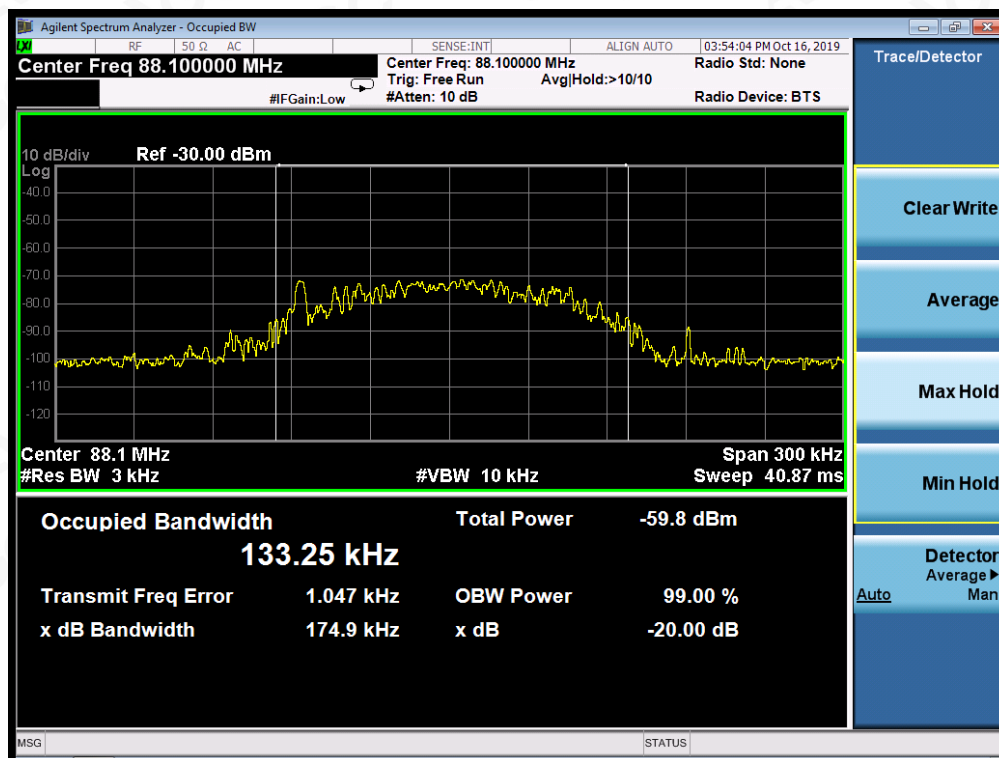 Agilent Spectrum Analyzer - Occupied BW
LXI RF 50 Ω AC SENSE:INT ALIGN AUTO 03:54:04 PM Oct 16, 2019
Center Freq 88.100000 MHz
Center Freq: 88.100000 MHz
Radio Std: None
Trig: Free Run Avg|Hold:>10/10
#IFGain:Low
#Atten: 10 dB
Radio Device: BTS
10 dB/div Ref -30.00 dBm
Log
-40.0
-50.0
-60.0
-70.0
-80.0
-90.0
-100
-110
-120
Center 88.1 MHz Span 300 kHz
#Res BW 3 kHz #VBW 10 kHz Sweep 40.87 ms
Occupied Bandwidth Total Power -59.8 dBm
133.25 kHz
Transmit Freq Error 1.047 kHz OBW Power 99.00 %
x dB Bandwidth 174.9 kHz x dB -20.00 dB
MSG STATUS
Trace/Detector
Clear Write
Average
Max Hold
Min Hold
Detector
Average▶
Auto Man